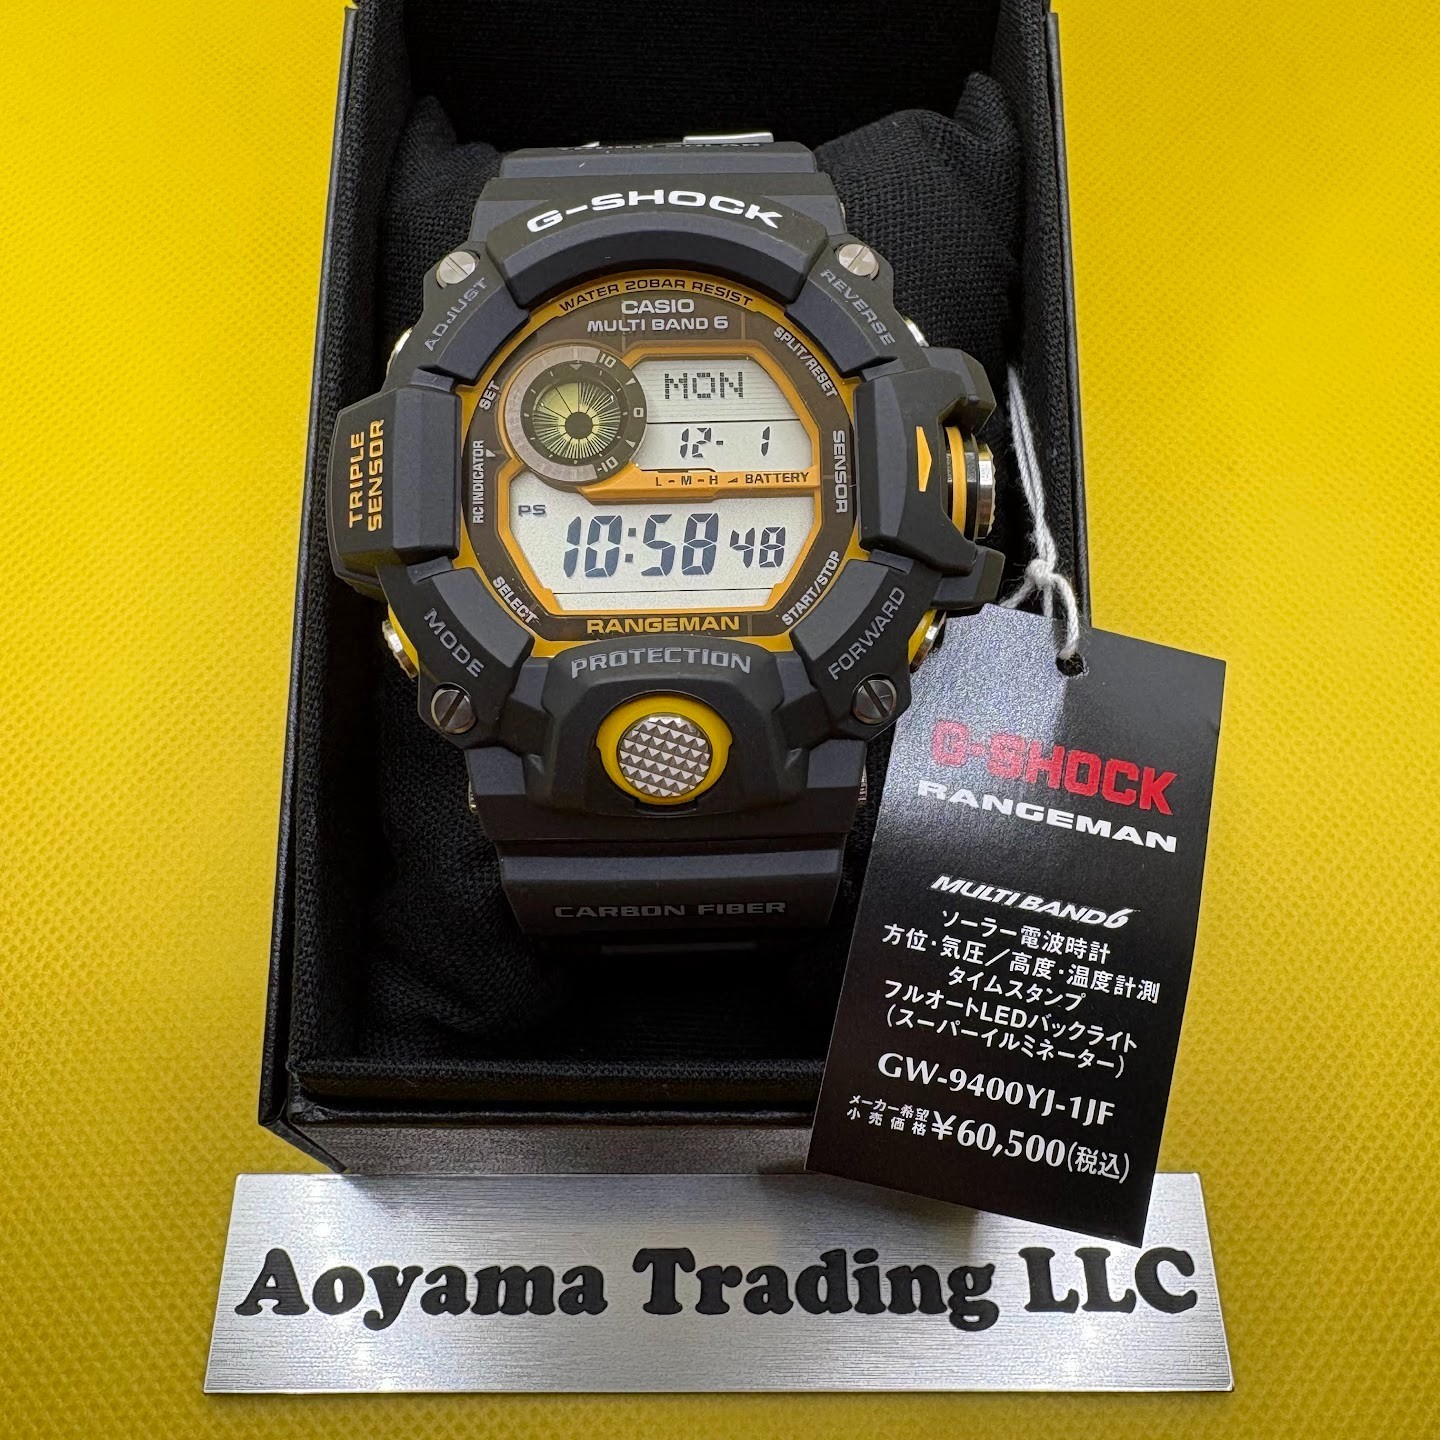 G-SHOCK
ADJUST
REVERSE
WATER 20BAR RESIST
CASIO
MULTI BAND 6
SPLIT/RESET
SET
10
0
-10
MON
12- 1
L - M - H BATTERY
RC INDICATOR
SENSOR
TRIPLE
SENSOR
PS
10:58 48
SELECT
START/STOP
RANGEMAN
MODE
FORWARD
PROTECTION
CARBON FIBER
G-SHOCK
RANGEMAN
MULTI BAND 6
ソーラー電波時計
方位・気圧／高度・温度計測
タイムスタンプ
フルオートLEDバックライト
(スーパーイルミネーター)
GW-9400YJ-1JF
メーカー希望
小売価格 ¥60,500(税込)
Aoyama Trading LLC